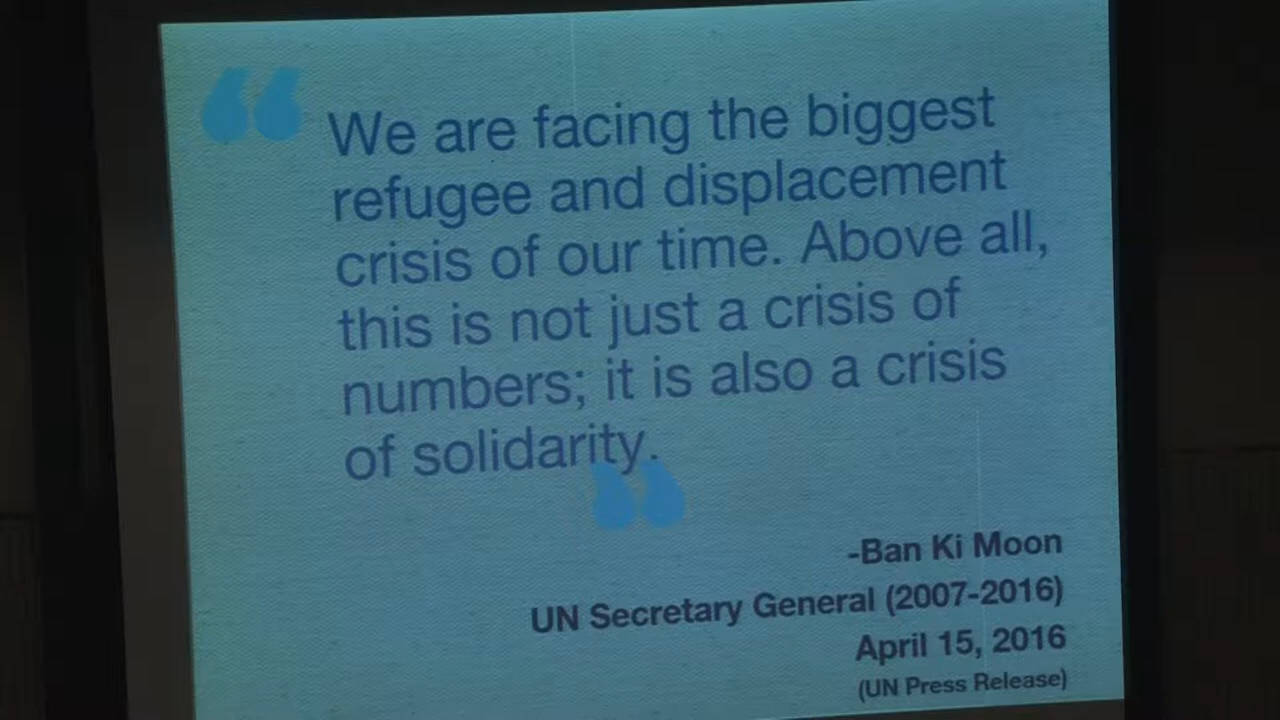 “ We are facing the biggest
refugee and displacement
crisis of our time. Above all,
this is not just a crisis of
numbers; it is also a crisis
of solidarity.
”
-Ban Ki Moon
UN Secretary General (2007-2016)
April 15, 2016
(UN Press Release)